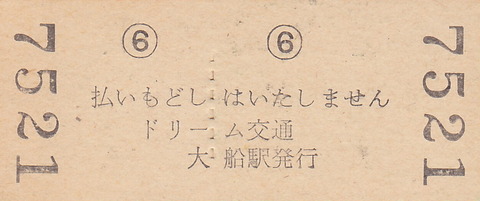 ⑥ ⑥
7521
払いもどしはいたしません
ドリーム交通
大船駅発行
7521